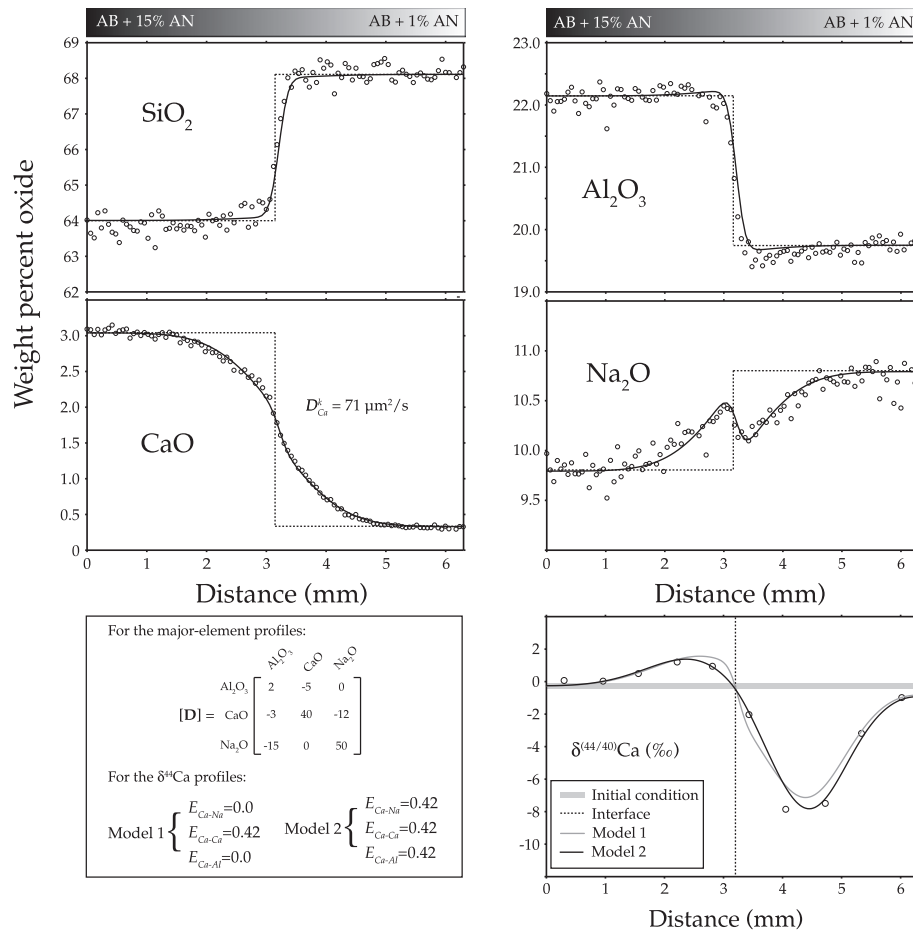 AB + 15% AN AB + 1% AN
AB + 15% AN AB + 1% AN
Weight percent oxide
69
68
67
66
65
64
63
62
SiO₂
23.0
22.0
21.0
20.0
19.0
Al₂O₃
3.0
2.5
2.0
1.5
1.0
0.5
0
CaO
D^k_Ca = 71 μm²/s
0 1 2 3 4 5 6
Distance (mm)
11.0
10.5
10.0
9.5
Na₂O
0 1 2 3 4 5 6
Distance (mm)
For the major-element profiles:
Al₂O₃ CaO Na₂O
Al₂O₃ 2 -5 0
[D] = CaO -3 40 -12
Na₂O -15 0 50
For the δ⁴⁴Ca profiles:
Model 1 { E_Ca-Na=0.0
E_Ca-Ca=0.42
E_Ca-Al=0.0
Model 2 { E_Ca-Na=0.42
E_Ca-Ca=0.42
E_Ca-Al=0.42
2
0
-2
-4
-6
-8
-10
-12
δ^(44/40)Ca (‰)
Initial condition
Interface
Model 1
Model 2
0 1 2 3 4 5 6
Distance (mm)